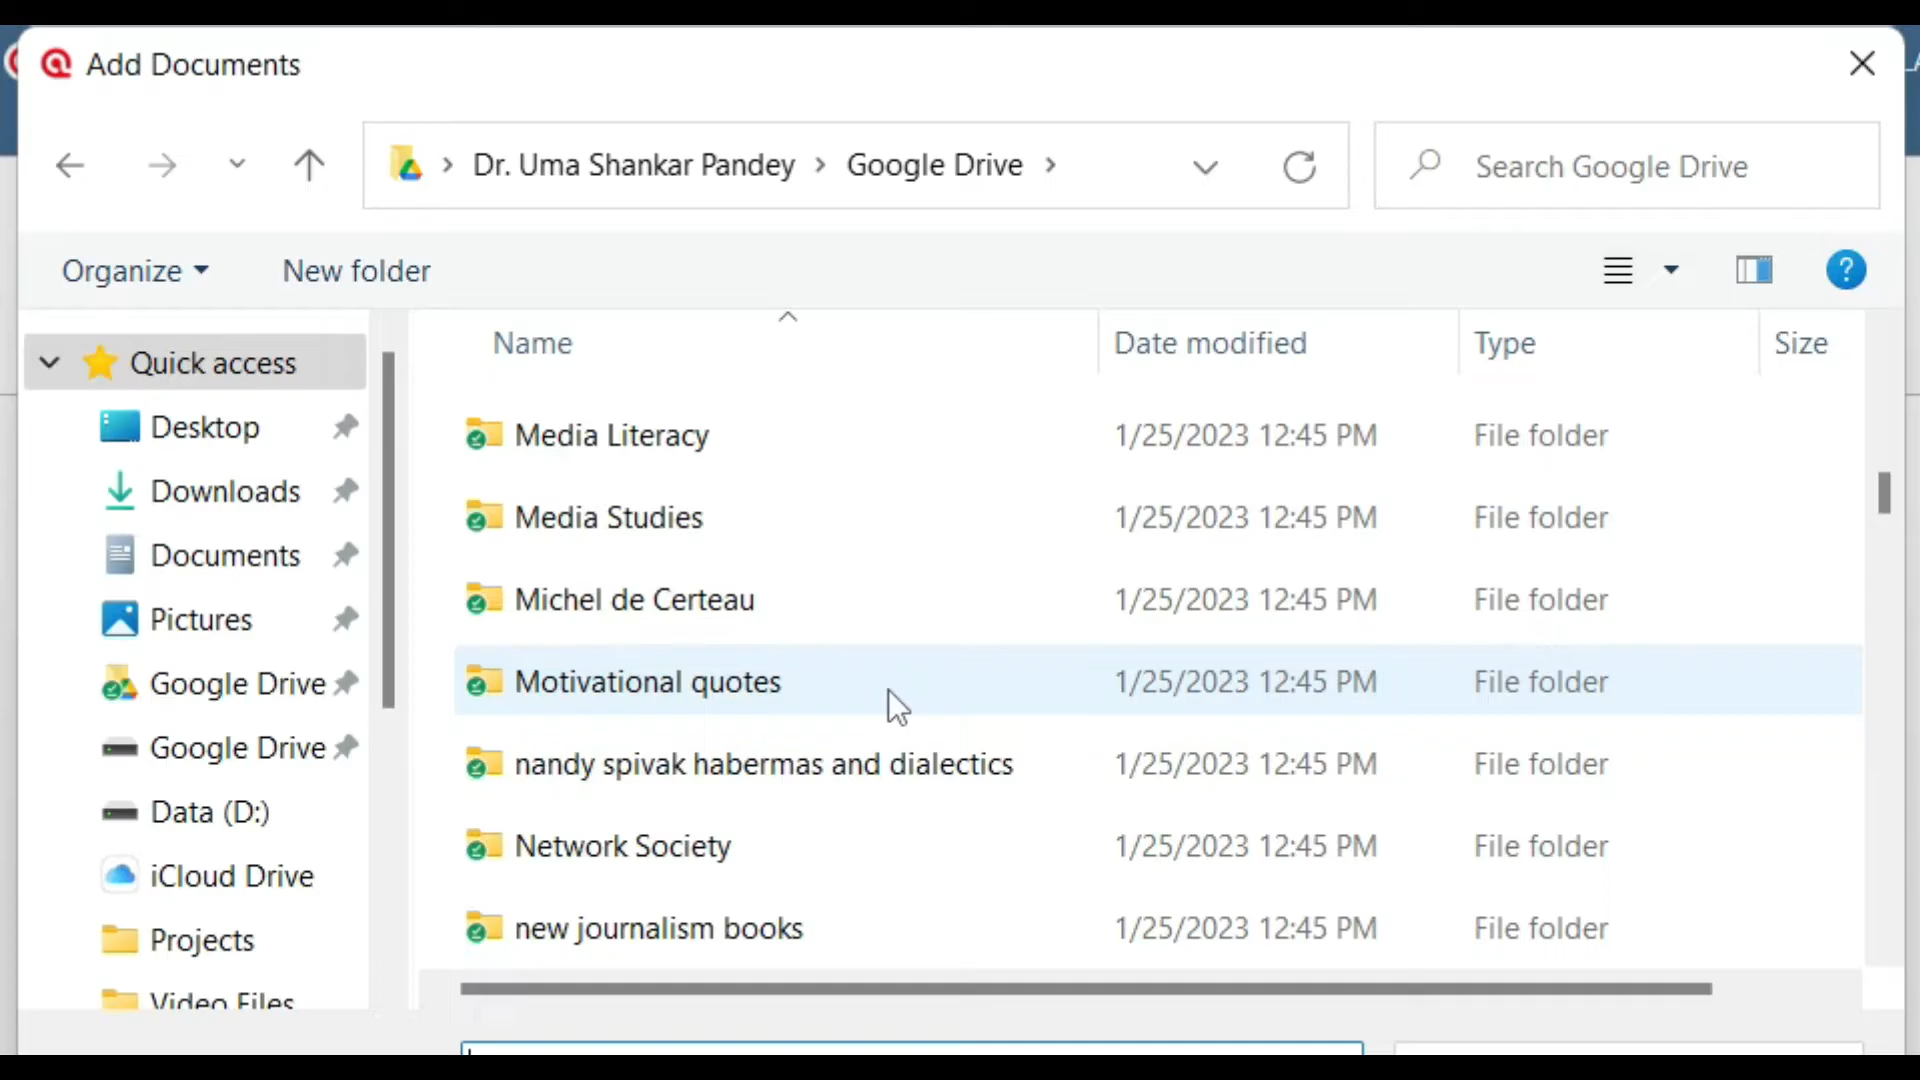 Add Documents
Dr. Uma Shankar Pandey > Google Drive >
Search Google Drive
Organize
New folder
?
Name
Date modified
Type
Size
Quick access
Desktop
Downloads
Documents
Pictures
Google Drive
Google Drive
Data (D:)
iCloud Drive
Projects
Video Files
Media Literacy 1/25/2023 12:45 PM File folder
Media Studies 1/25/2023 12:45 PM File folder
Michel de Certeau 1/25/2023 12:45 PM File folder
Motivational quotes 1/25/2023 12:45 PM File folder
nandy spivak habermas and dialectics 1/25/2023 12:45 PM File folder
Network Society 1/25/2023 12:45 PM File folder
new journalism books 1/25/2023 12:45 PM File folder